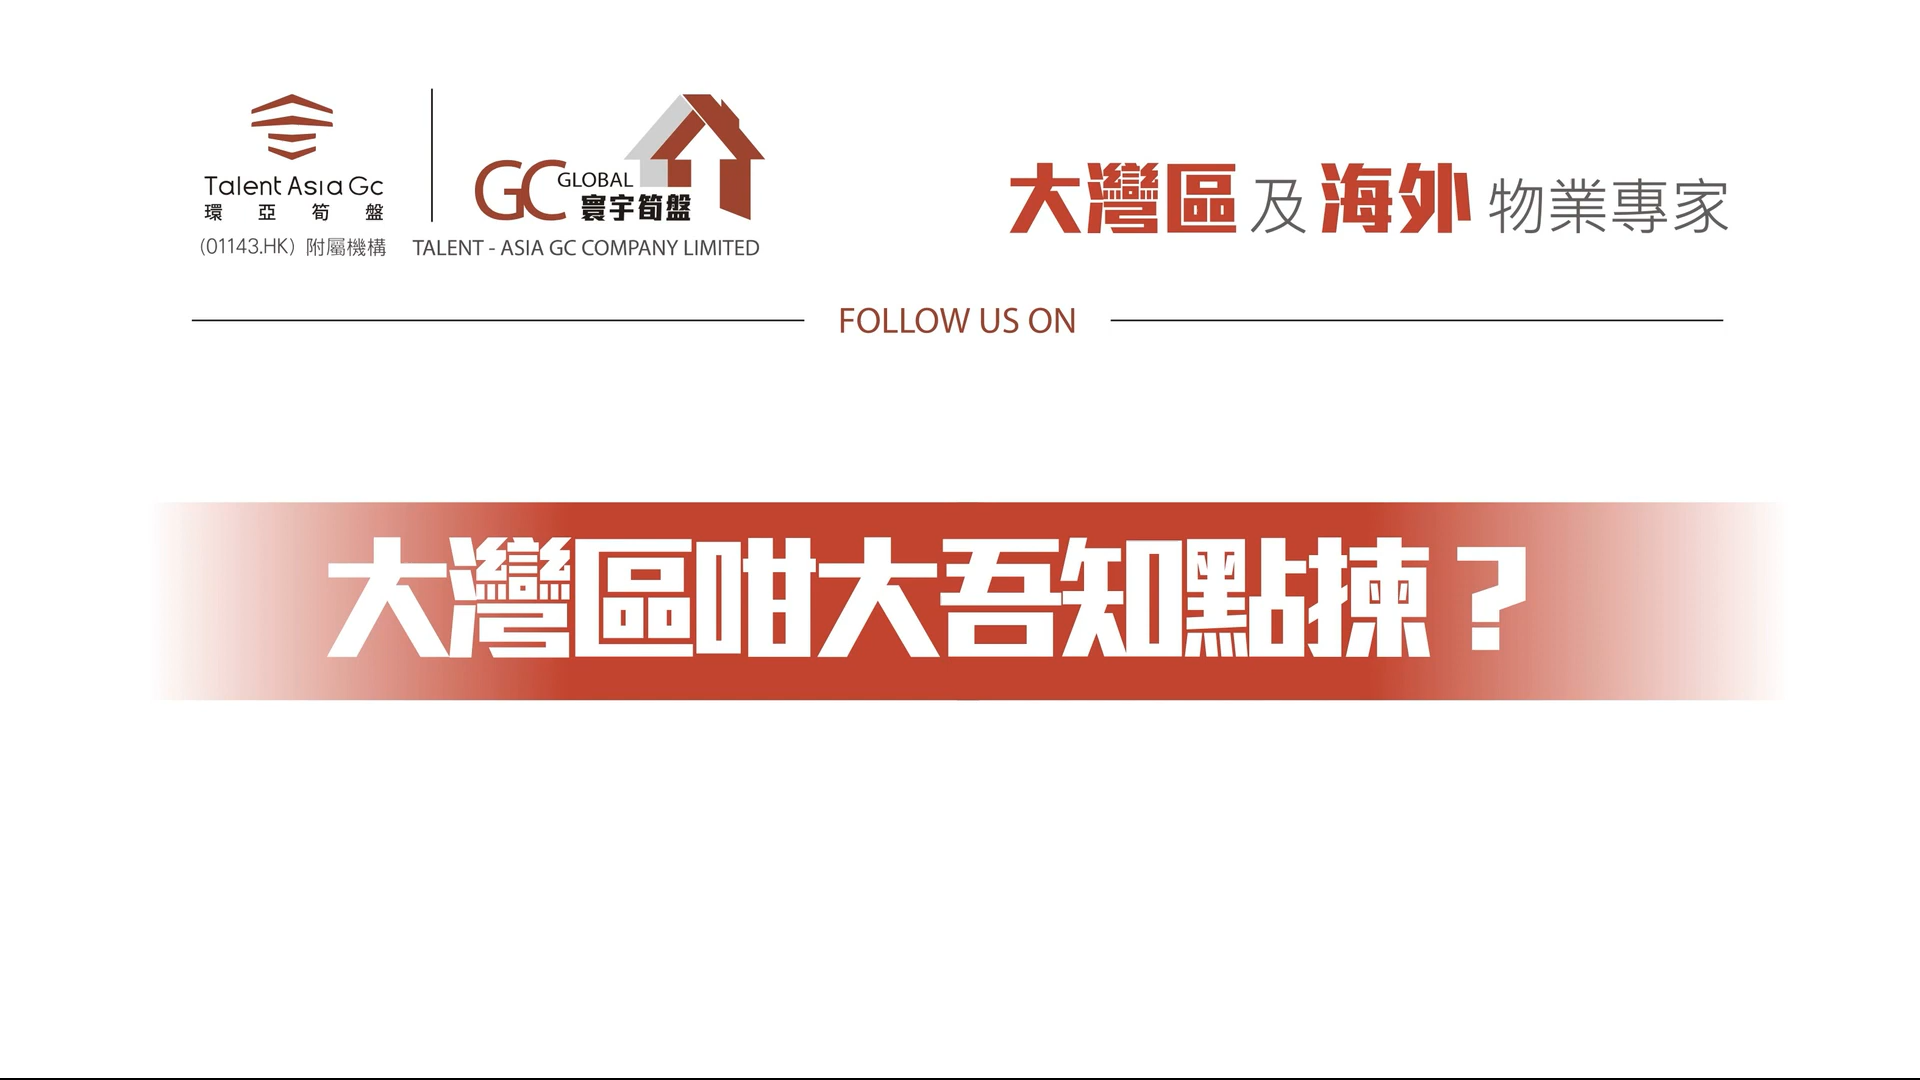 Talent Asia Gc
環亞筍盤
(01143.HK) 附屬機構
GC GLOBAL
寰宇筍盤
TALENT - ASIA GC COMPANY LIMITED
大灣區及海外物業專家
FOLLOW US ON
大灣區咁大吾知點揀？